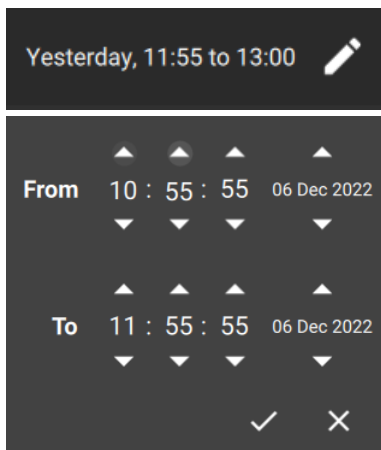 Yesterday, 11:55 to 13:00
From 10 : 55 : 55 06 Dec 2022
To 11 : 55 : 55 06 Dec 2022